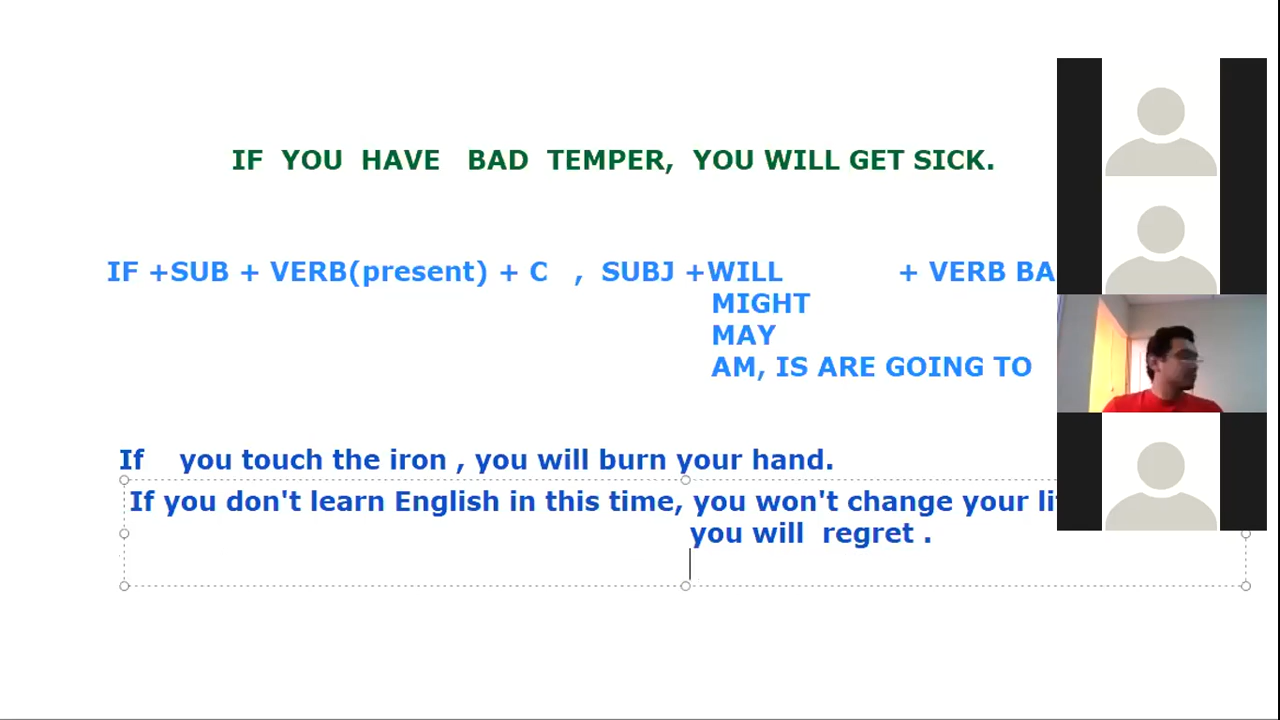 IF YOU HAVE BAD TEMPER, YOU WILL GET SICK.
IF +SUB + VERB(present) + C , SUBJ +WILL + VERB BA
MIGHT
MAY
AM, IS ARE GOING TO
If you touch the iron , you will burn your hand.
If you don't learn English in this time, you won't change your li
you will regret .